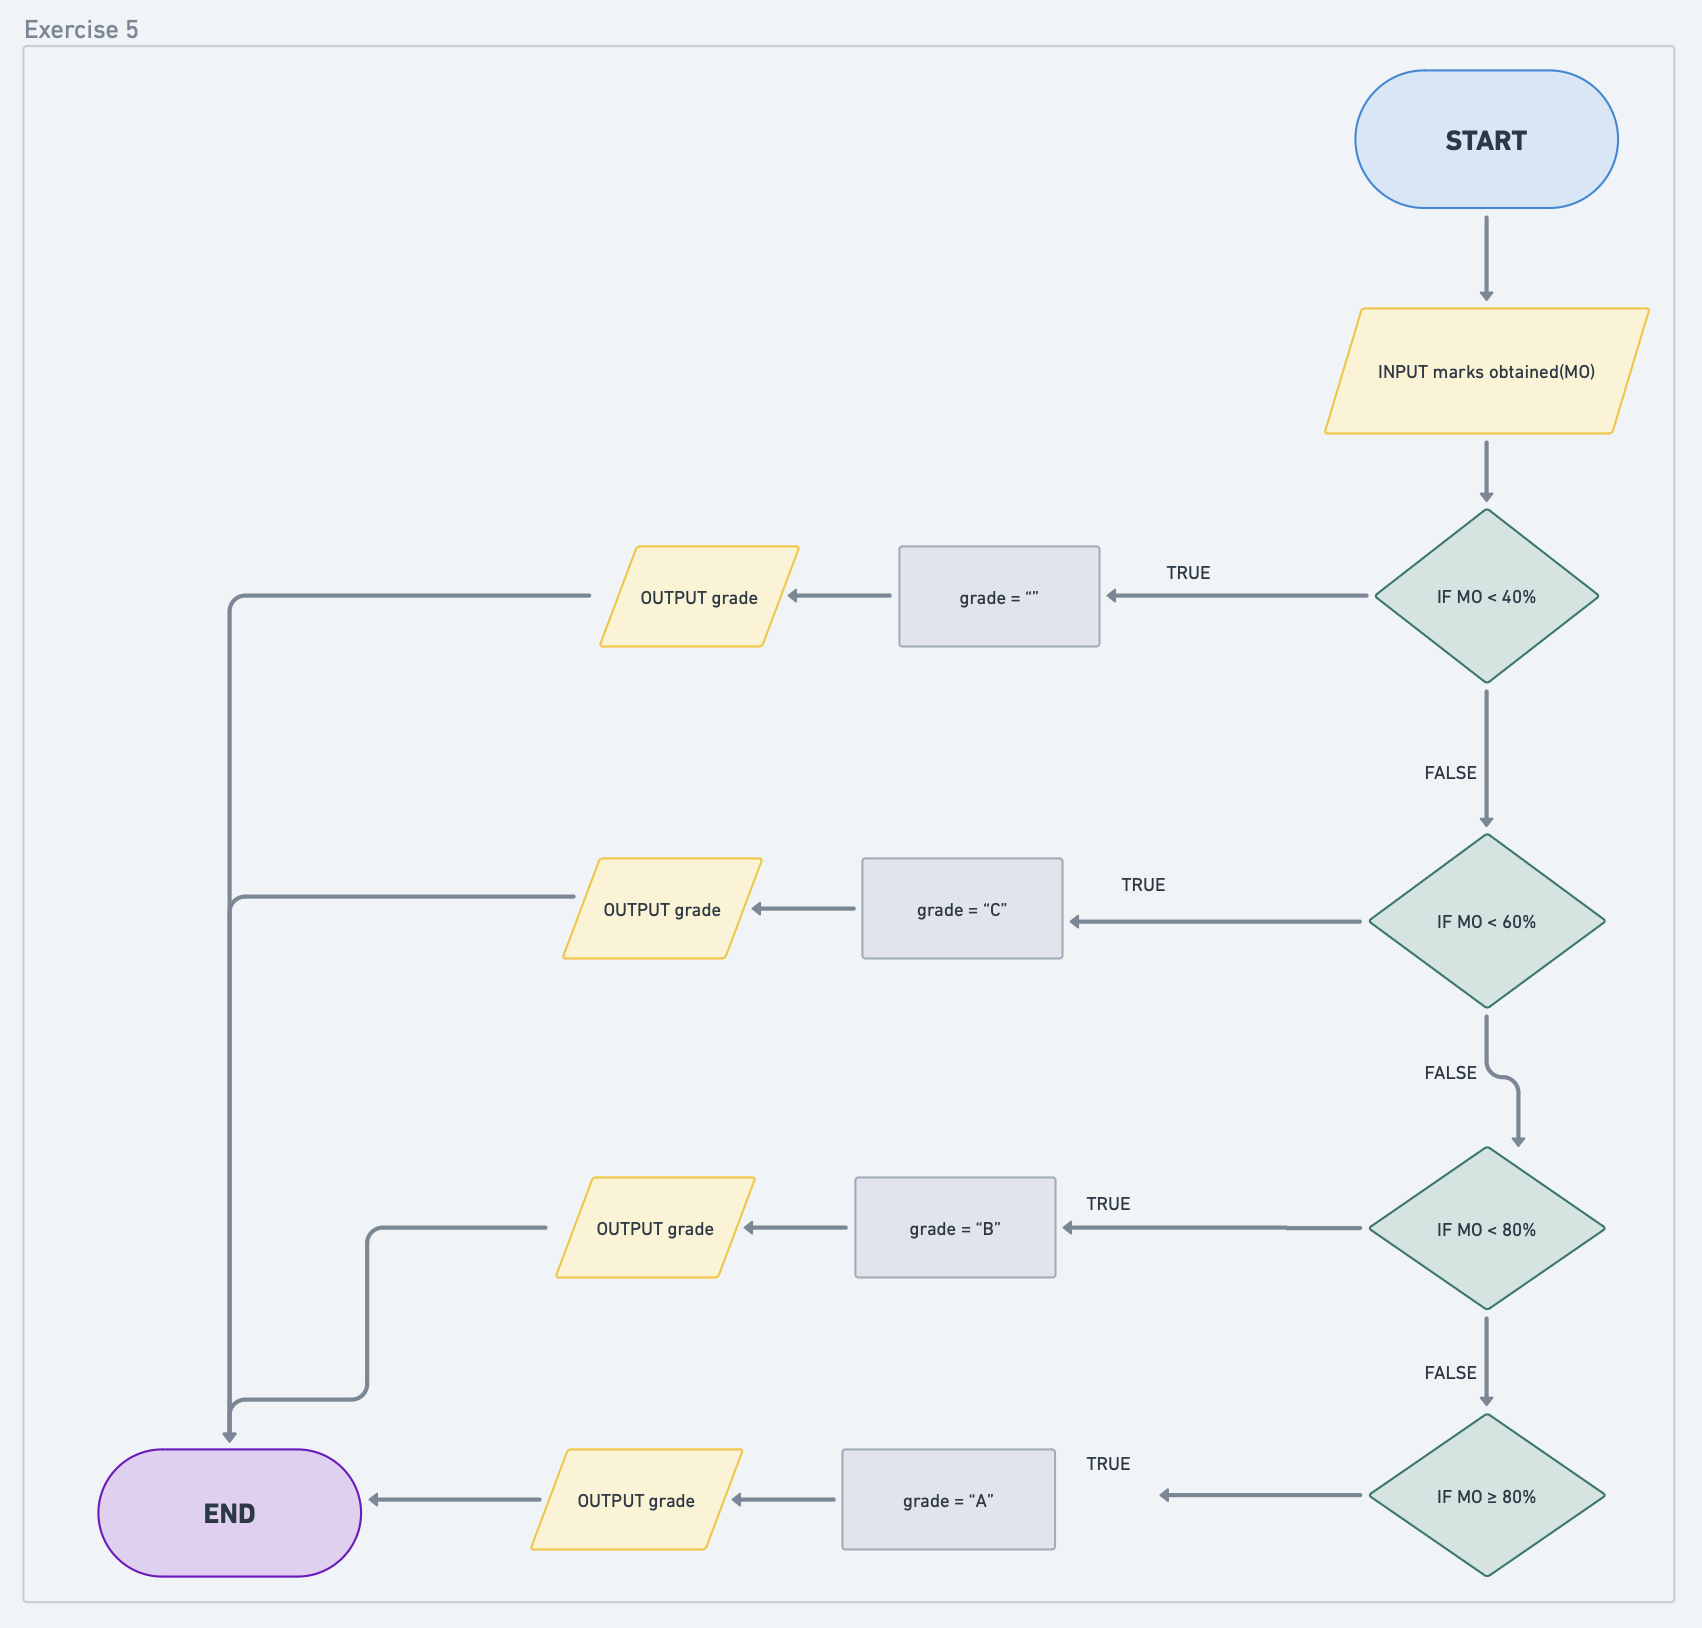 Exercise 5
START
INPUT marks obtained(MO)
OUTPUT grade
grade = “”
TRUE
IF MO < 40%
FALSE
OUTPUT grade
grade = “C”
TRUE
IF MO < 60%
FALSE
OUTPUT grade
grade = “B”
TRUE
IF MO < 80%
FALSE
END
OUTPUT grade
grade = “A”
TRUE
IF MO ≥ 80%